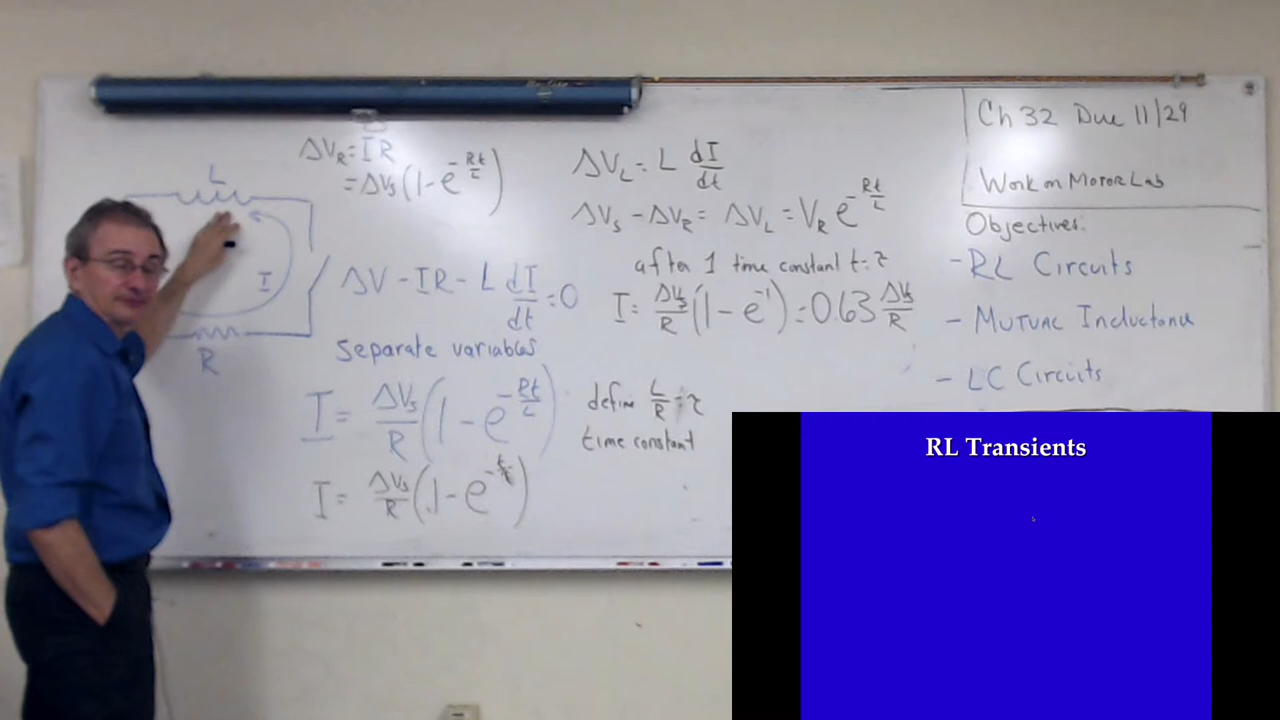 L
I
R
ΔV_R = IR
= ΔV_S(1 - e^{-Rt/L})
ΔV - IR - L dI/dt = 0
Separate variables
I = ΔV_S/R (1 - e^{-Rt/L})
I = ΔV_S/R (1 - e^{-t/τ})
ΔV_L = L dI/dt
ΔV_S - ΔV_R = ΔV_L = V_R e^{-Rt/L}
after 1 time constant t = τ
I = ΔV_S/R (1 - e^{-1}) = 0.63 ΔV_S/R
define L/R = τ
time constant
Ch 32 Due 11/29
Work on Motor Lab
Objectives:
- RL Circuits
- Mutual Inductance
- LC Circuits
RL Transients